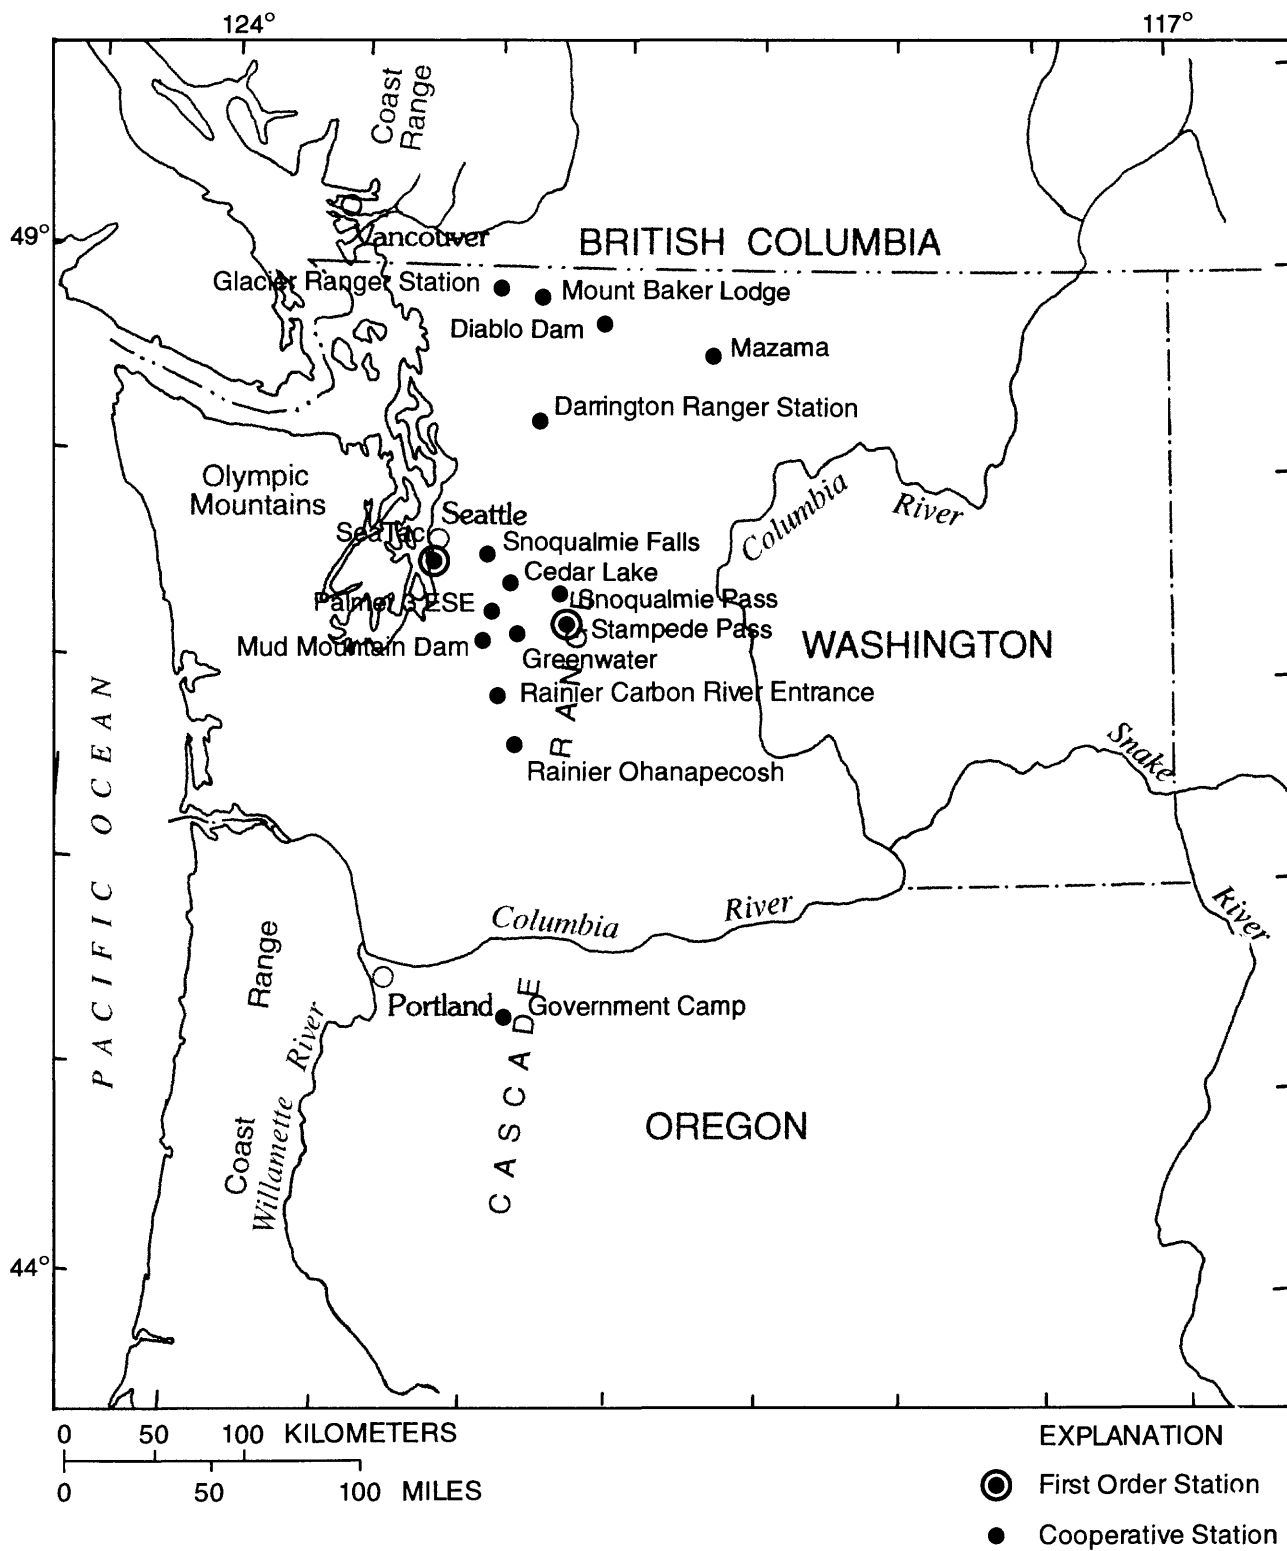 124°
117°
Coast
Range
49°
Vancouver
BRITISH COLUMBIA
Glacier Ranger Station
Mount Baker Lodge
Diablo Dam
Mazama
Darrington Ranger Station
Olympic
Mountains
Columbia
River
Seattle
SeaTac
Snoqualmie Falls
Cedar Lake
Palmer 3 ESE
Snoqualmie Pass
Stampede Pass
Mud Mountain Dam
Greenwater
WASHINGTON
Rainier Carbon River Entrance
RANGE
Rainier Ohanapecosh
PACIFIC OCEAN
Snake
River
Columbia
River
Coast
Range
Portland
Government Camp
Willamette
River
CASCADE
OREGON
44°
0 50 100 KILOMETERS
0 50 100 MILES
EXPLANATION
First Order Station
Cooperative Station